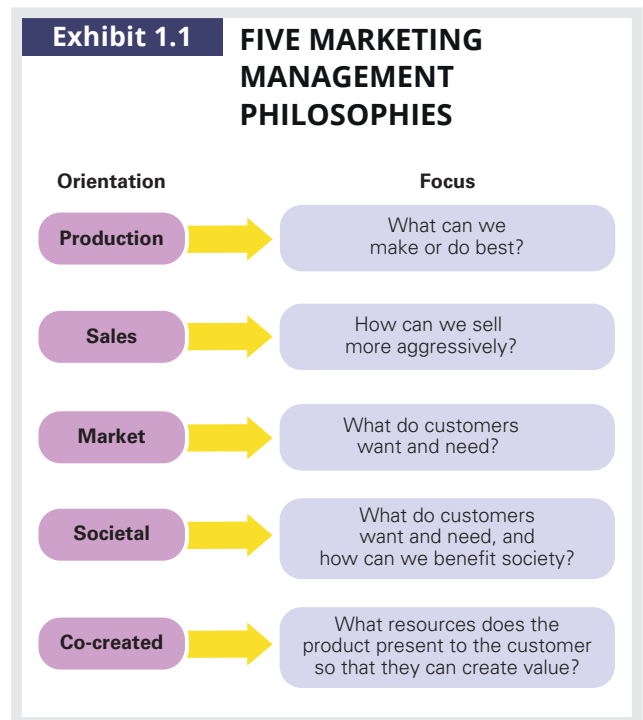 Exhibit 1.1
FIVE MARKETING
MANAGEMENT
PHILOSOPHIES
Orientation
Focus
Production
What can we
make or do best?
Sales
How can we sell
more aggressively?
Market
What do customers
want and need?
Societal
What do customers
want and need, and
how can we benefit society?
Co-created
What resources does the
product present to the customer
so that they can create value?